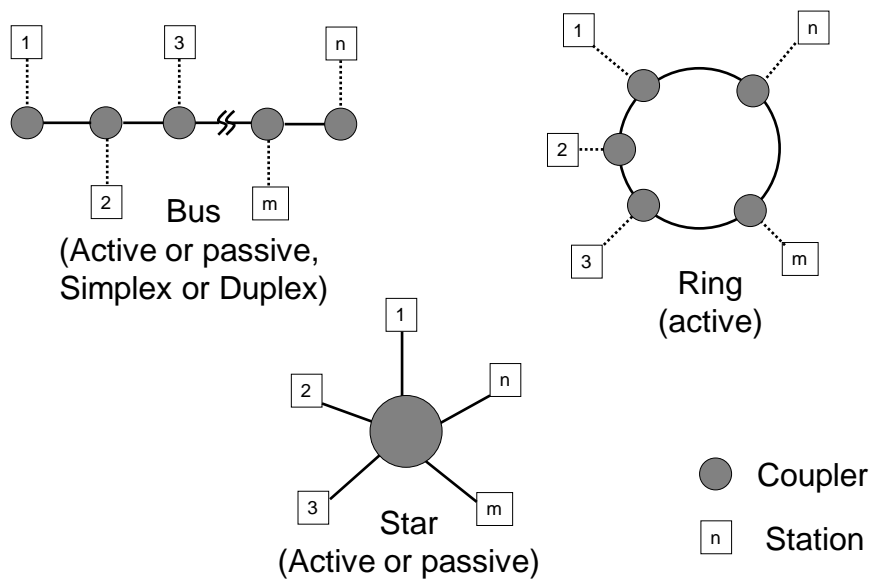 1
3
n
2
m
Bus
(Active or passive,
Simplex or Duplex)
1
n
2
3
m
Ring
(active)
1
2
n
3
m
Star
(Active or passive)
Coupler
n
Station